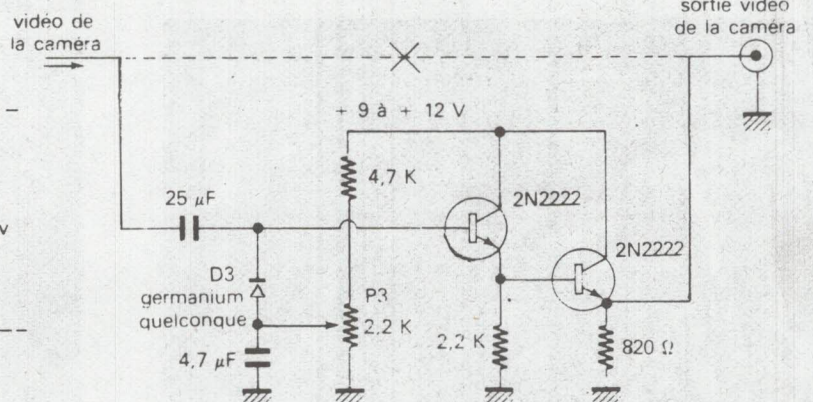 vidéo de
la caméra
sortie vidéo
de la caméra
+ 9 à + 12 V
4,7 K
25 µF
2N2222
v
D3
germanium
quelconque
P3
2,2 K
2N2222
4,7 µF
2,2 K
820 Ω